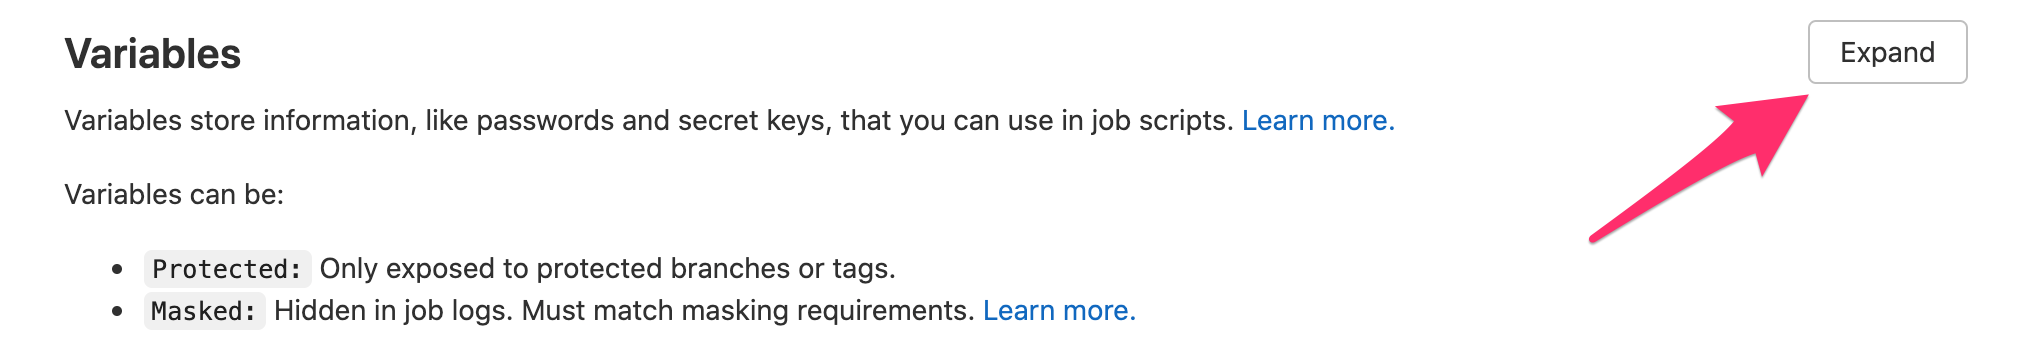 Variables
Expand
Variables store information, like passwords and secret keys, that you can use in job scripts. Learn more.
Variables can be:
• Protected: Only exposed to protected branches or tags.
• Masked: Hidden in job logs. Must match masking requirements. Learn more.